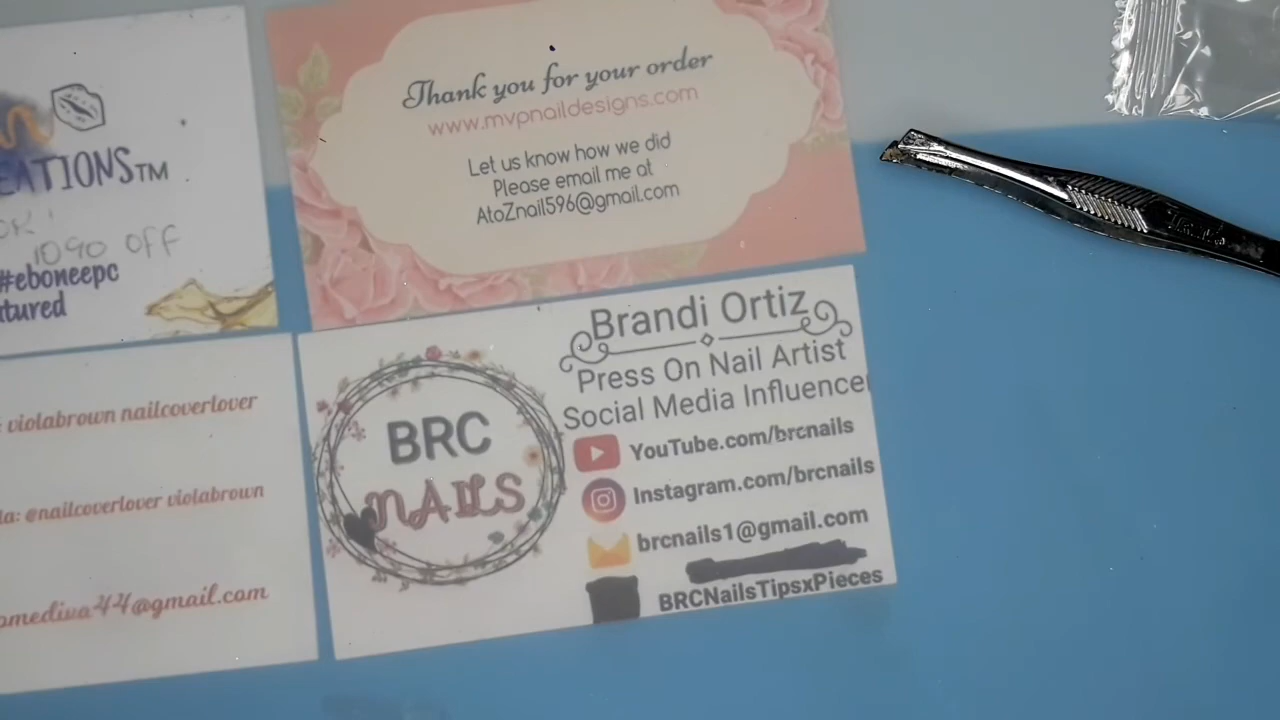 EATIONS™
10% OFF
#eboneepc
Thank you for your order
www.mvpnaildesigns.com
Let us know how we did
Please email me at
AtoZnail596@gmail.com
: violabrown nailcoverlover
: @nailcoverlover violabrown
omediva44@gmail.com
BRC
NAILS
Brandi Ortiz
Press On Nail Artist
Social Media Influencer
YouTube.com/brcnails
Instagram.com/brcnails
brcnails1@gmail.com
BRCNailsTipsxPieces